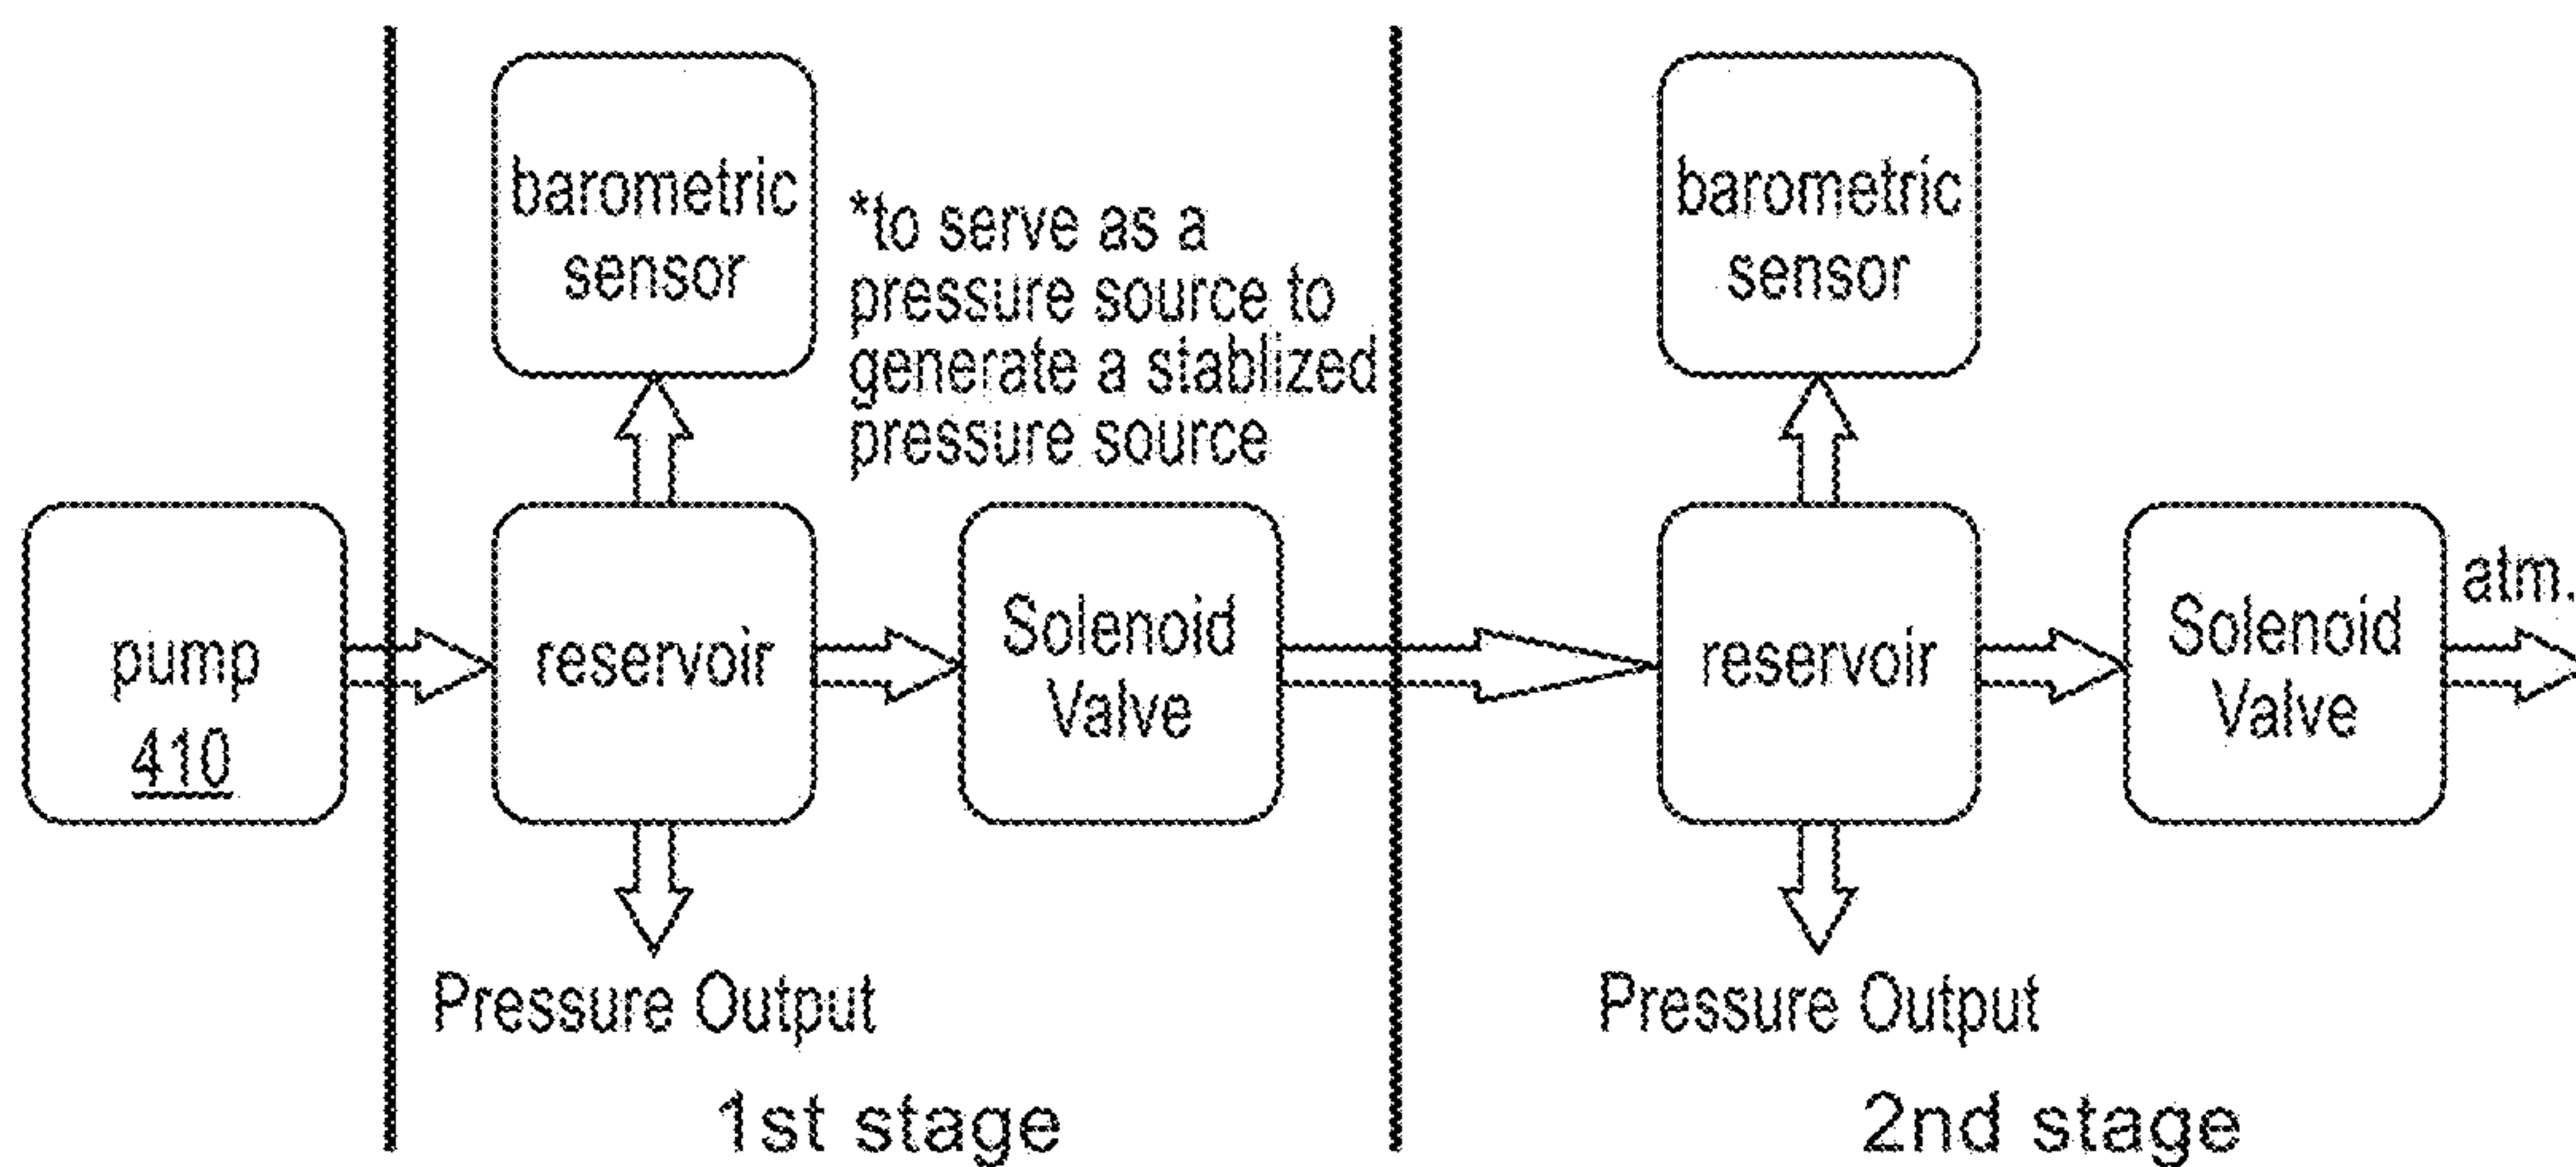 barometric
sensor
*to serve as a
pressure source to
generate a stablized
pressure source
barometric
sensor
pump
410
reservoir
Solenoid
Valve
reservoir
Solenoid
Valve
atm.
Pressure Output
Pressure Output
1st stage
2nd stage